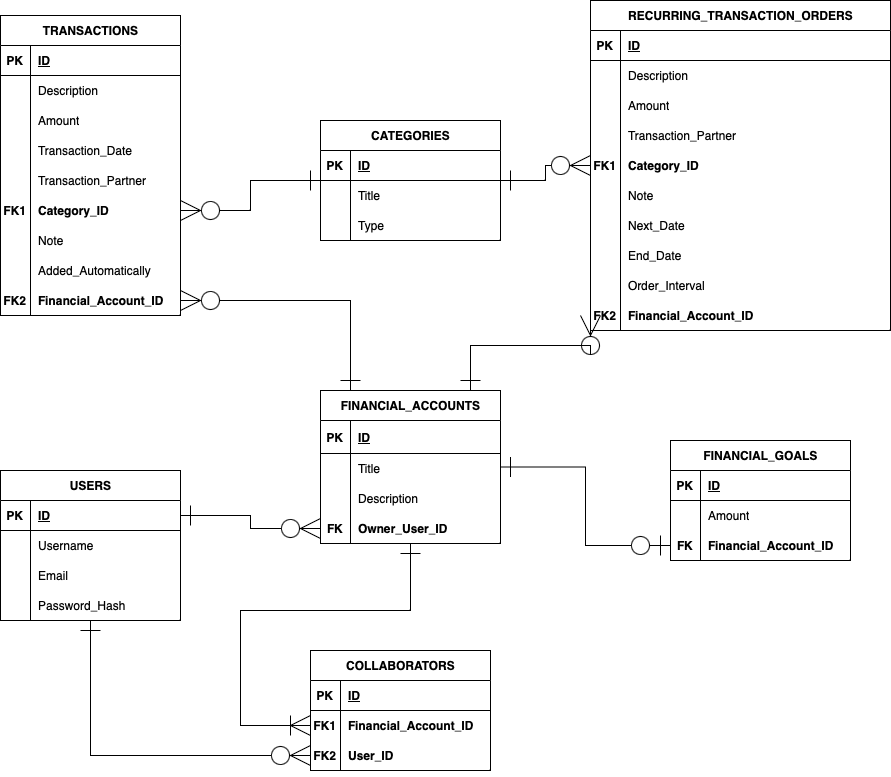 TRANSACTIONS
PK ID
Description
Amount
Transaction_Date
Transaction_Partner
FK1 Category_ID
Note
Added_Automatically
FK2 Financial_Account_ID
CATEGORIES
PK ID
Title
Type
RECURRING_TRANSACTION_ORDERS
PK ID
Description
Amount
Transaction_Partner
FK1 Category_ID
Note
Next_Date
End_Date
Order_Interval
FK2 Financial_Account_ID
FINANCIAL_ACCOUNTS
PK ID
Title
Description
FK Owner_User_ID
FINANCIAL_GOALS
PK ID
Amount
FK Financial_Account_ID
USERS
PK ID
Username
Email
Password_Hash
COLLABORATORS
PK ID
FK1 Financial_Account_ID
FK2 User_ID